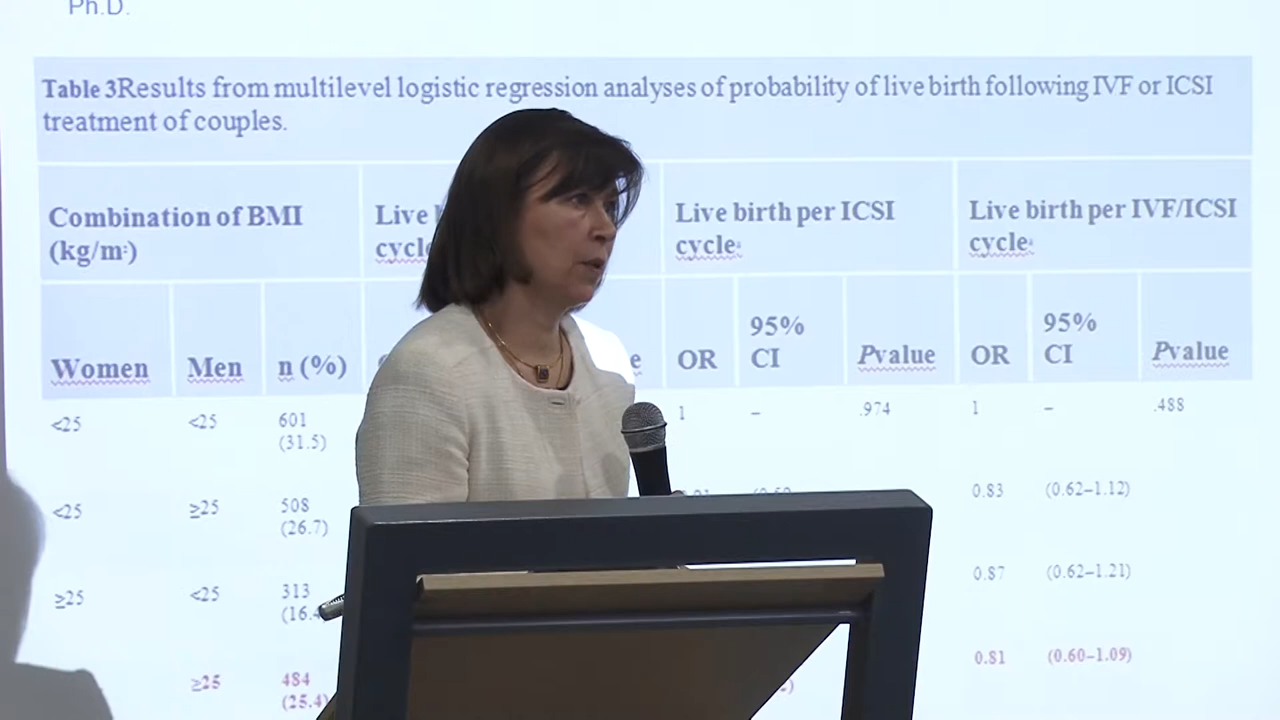 Ph.D.
Table 3Results from multilevel logistic regression analyses of probability of live birth following IVF or ICSI
treatment of couples.
Combination of BMI
(kg/m²)
Live
cycle
Live birth per ICSI
cycle
Live birth per IVF/ICSI
cycle
Women Men n (%) OR 95% CI Pvalue OR 95% CI Pvalue
<25 <25 601 (31.5) 1 – .974 1 – .488
<25 ≥25 508 (26.7) 0.83 (0.62–1.12)
≥25 <25 313 (16.4 0.87 (0.62–1.21)
≥25 484 (25.4) 0.81 (0.60–1.09)